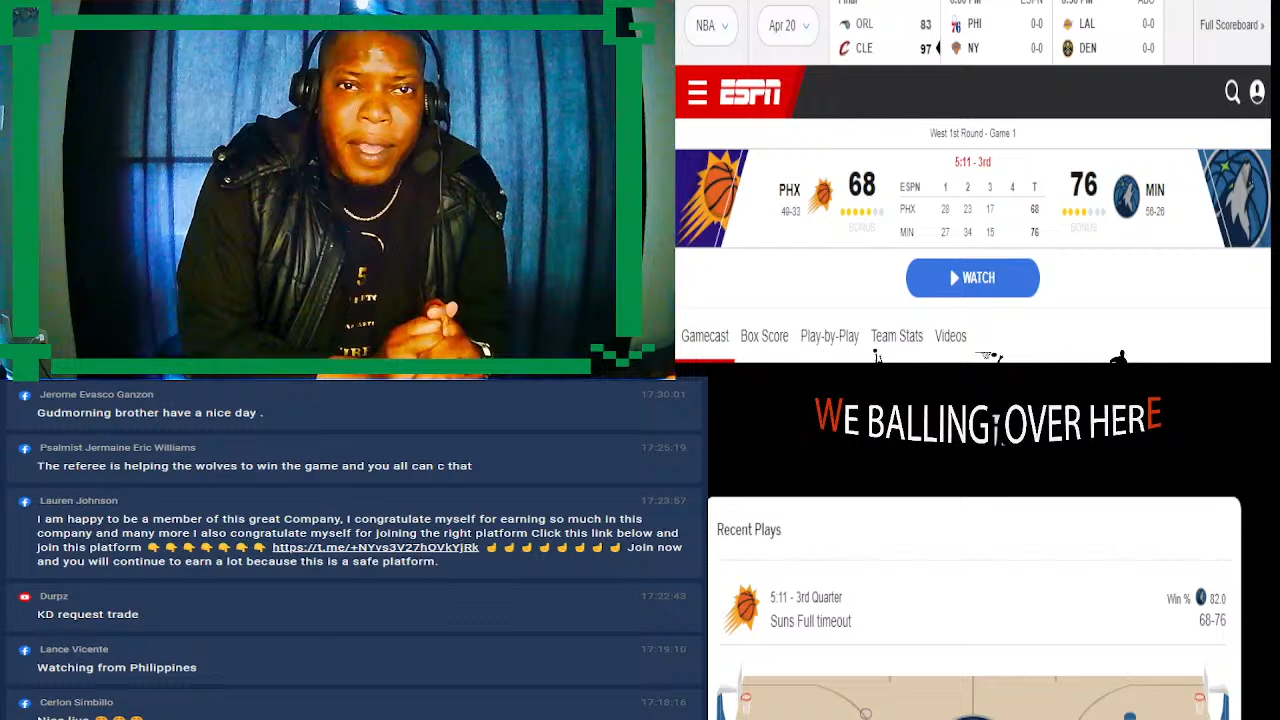 NBA
Apr 20
ORL 83
CLE 97
PHI 0-0
NY 0-0
LAL 0-0
DEN 0-0
Full Scoreboard »
ESPN
West 1st Round - Game 1
5:11 - 3rd
PHX
49-33
68
ESPN 1 2 3 4 T
PHX 28 23 17 68
MIN 27 34 15 76
76
MIN
56-26
BONUS
BONUS
WATCH
Gamecast Box Score Play-by-Play Team Stats Videos
5
Jerome Evasco Ganzon 17:30:01
Gudmorning brother have a nice day .
Psalmist Jermaine Eric Williams 17:25:19
The referee is helping the wolves to win the game and you all can c that
Lauren Johnson 17:23:57
I am happy to be a member of this great Company, I congratulate myself for earning so much in this
company and many more I also congratulate myself for joining the right platform Click this link below and
join this platform 👇 👇 👇 👇 👇 👇 👇 https://t.me/+NYvs3V27hOVkYjRk ☝ ☝ ☝ ☝ ☝ ☝ ☝ ☝ Join now
and you will continue to earn a lot because this is a safe platform.
Durpz 17:22:43
KD request trade
Lance Vicente 17:19:10
Watching from Philippines
Cerlon Simbillo 17:18:16
WE BALLING OVER HERE
Recent Plays
5:11 - 3rd Quarter
Suns Full timeout
Win % 82.0
68-76